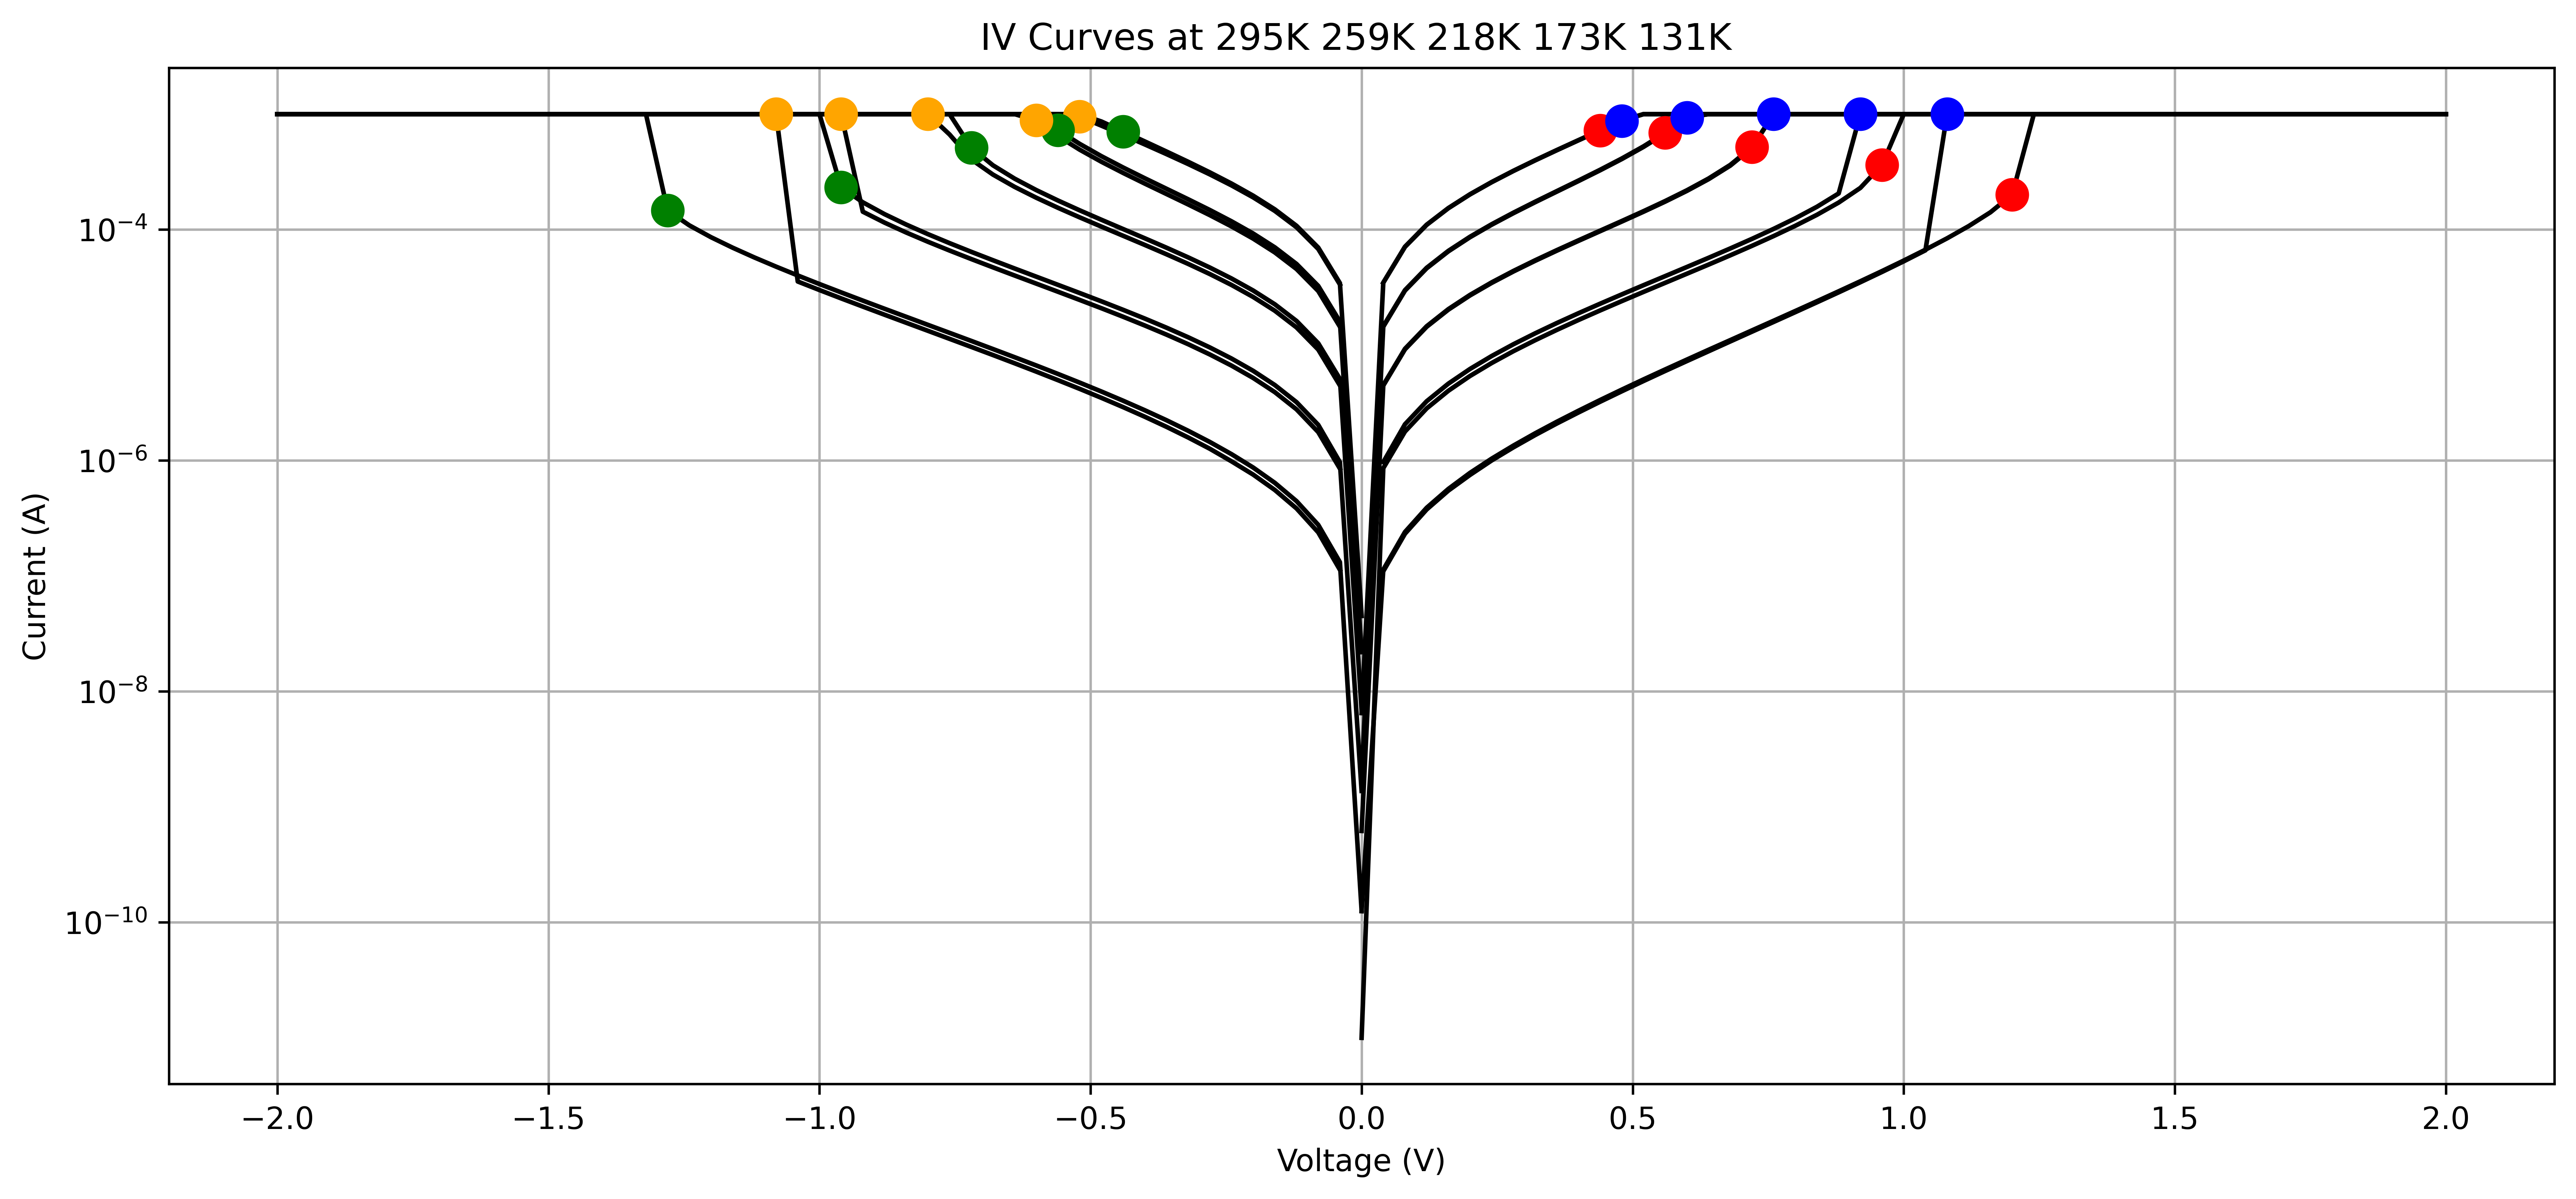 IV Curves at 295K 259K 218K 173K 131K
Current (A)
10⁻⁴
10⁻⁶
10⁻⁸
10⁻¹⁰
−2.0 −1.5 −1.0 −0.5 0.0 0.5 1.0 1.5 2.0
Voltage (V)